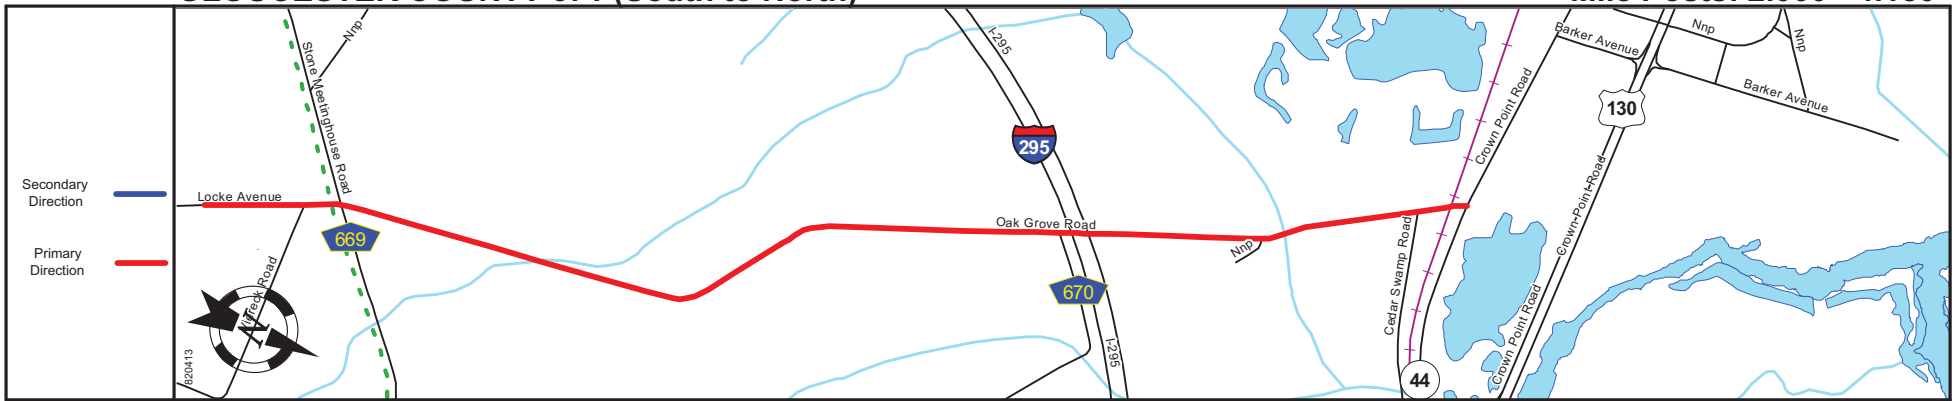 Secondary
Direction
Primary
Direction
Locke Avenue
Stone Meetinghouse Road
Nnp
669
Vidreck Road
N
820413
I-295
295
Oak Grove Road
670
I-295
Nnp
Cedar Swamp Road
44
Crown Point Road
Crown Point Road
Crown Point Road
130
Barker Avenue
Nnp
Nnp
Barker Avenue